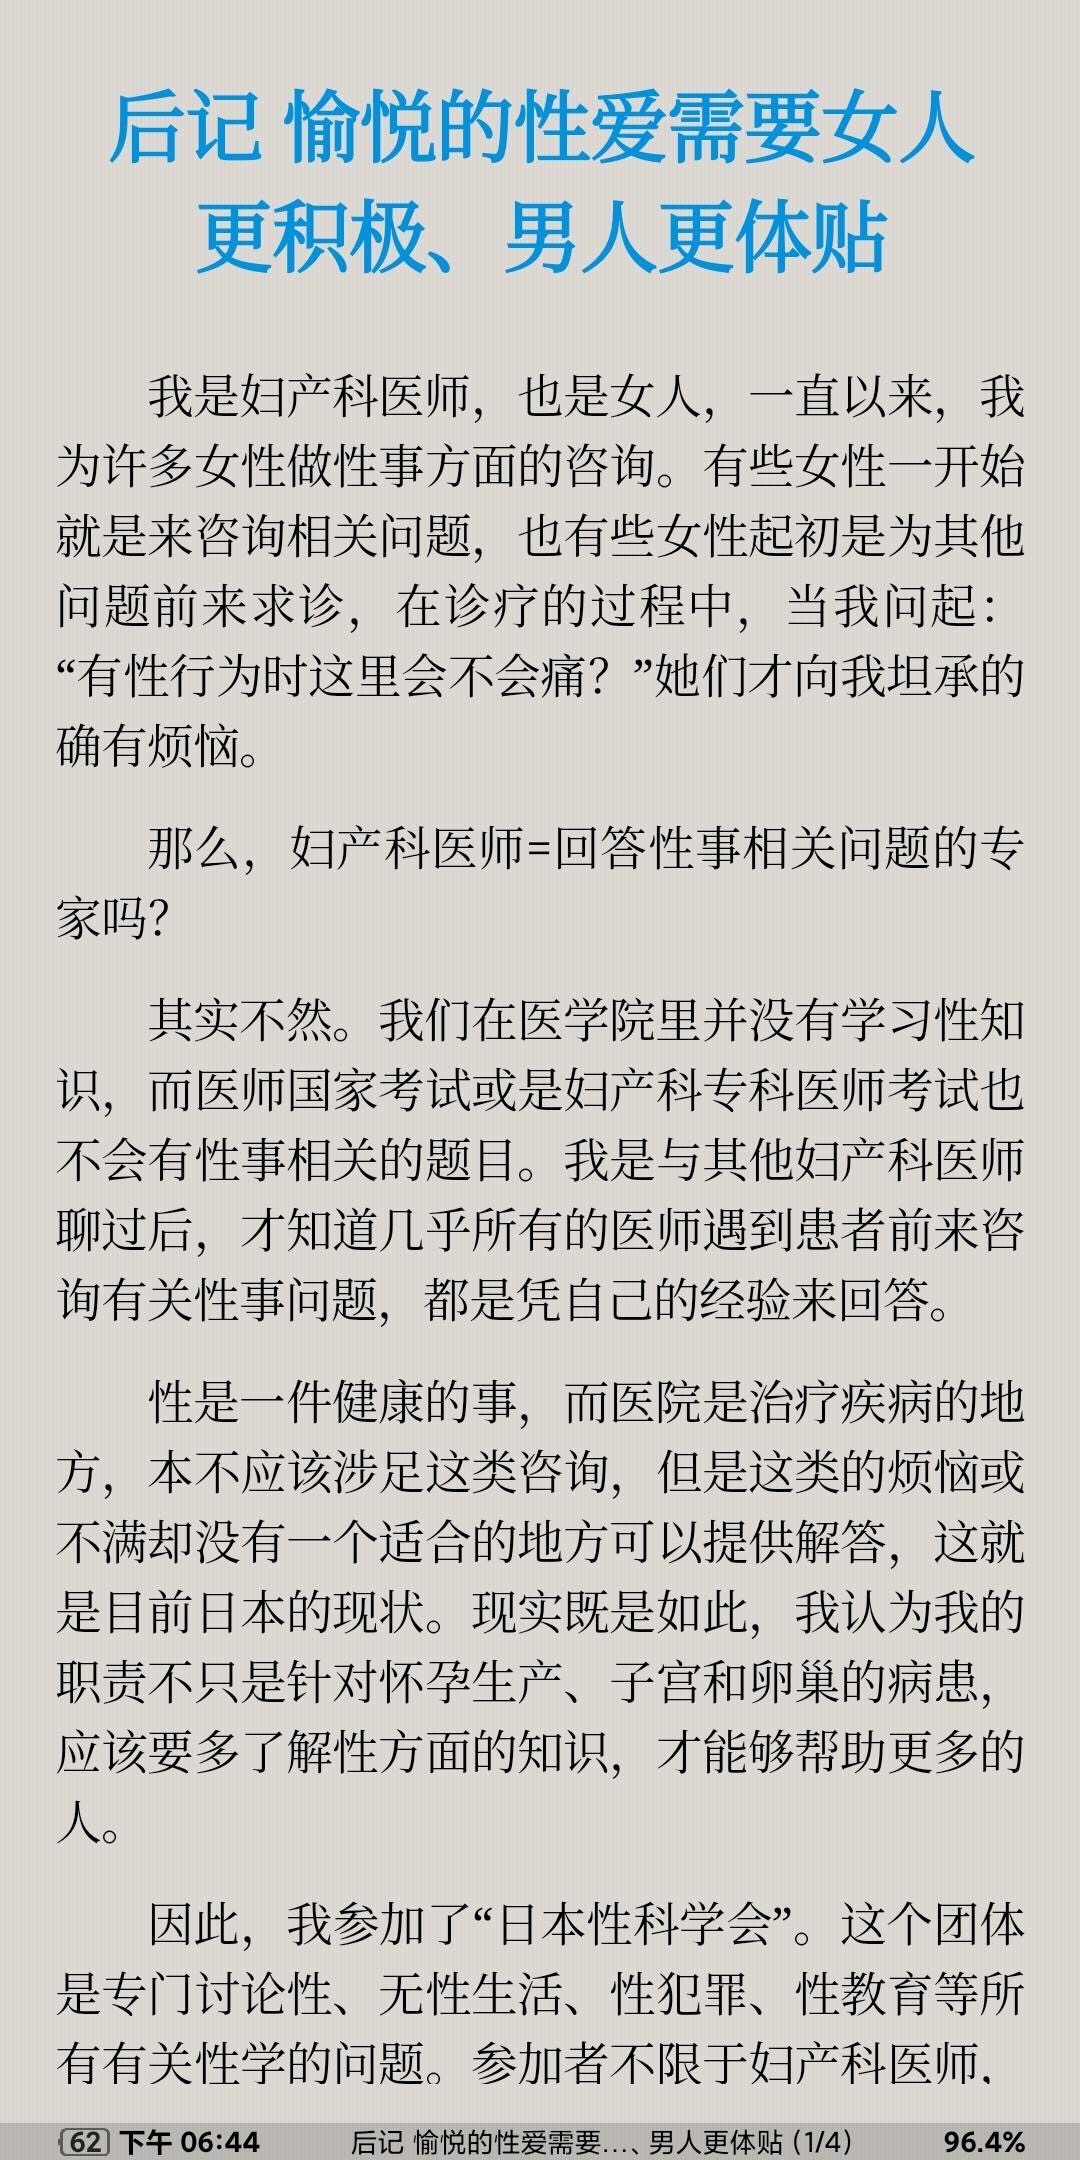 后记 愉悦的性爱需要女人
更积极、男人更体贴
我是妇产科医师，也是女人，一直以来，我
为许多女性做性事方面的咨询。有些女性一开始
就是来咨询相关问题，也有些女性起初是为其他
问题前来求诊，在诊疗的过程中，当我问起：
“有性行为时这里会不会痛？”她们才向我坦承的
确有烦恼。
那么，妇产科医师=回答性事相关问题的专
家吗？
其实不然。我们在医学院里并没有学习性知
识，而医师国家考试或是妇产科专科医师考试也
不会有性事相关的题目。我是与其他妇产科医师
聊过后，才知道几乎所有的医师遇到患者前来咨
询有关性事问题，都是凭自己的经验来回答。
性是一件健康的事，而医院是治疗疾病的地
方，本不应该涉足这类咨询，但是这类的烦恼或
不满却没有一个适合的地方可以提供解答，这就
是目前日本的现状。现实既是如此，我认为我的
职责不只是针对怀孕生产、子宫和卵巢的病患，
应该要多了解性方面的知识，才能够帮助更多的
人。
因此，我参加了“日本性科学会”。这个团体
是专门讨论性、无性生活、性犯罪、性教育等所
有有关性学的问题。参加者不限于妇产科医师，
62 下午 06:44 后记 愉悦的性爱需要…、男人更体贴 (1/4) 96.4%